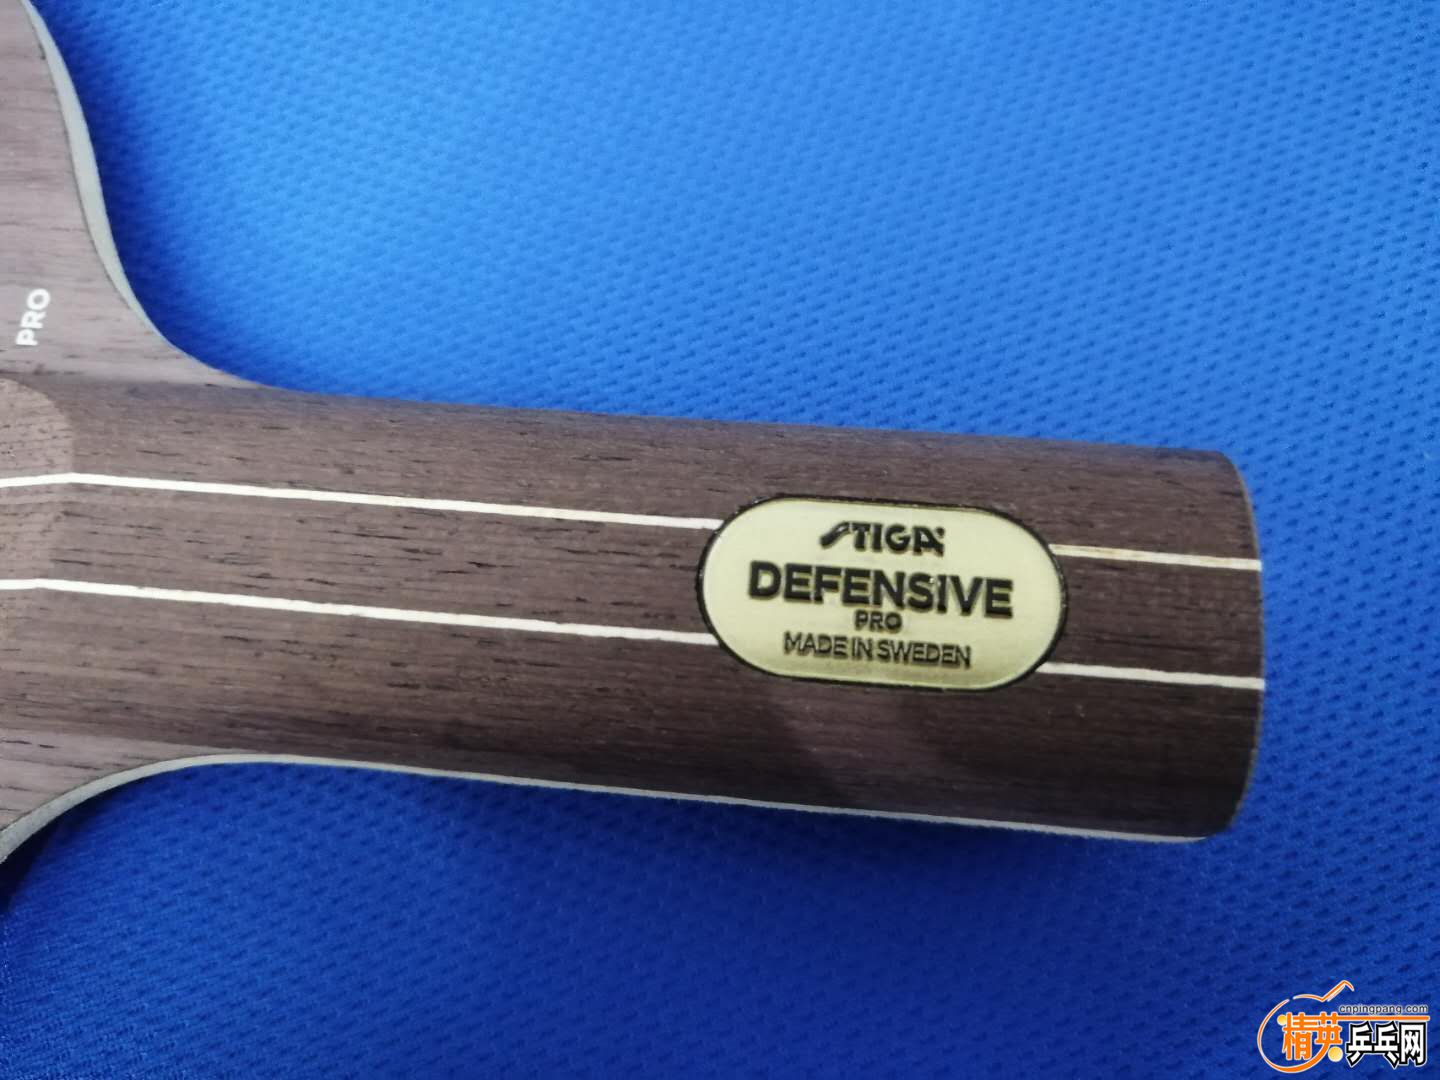 PRO
STIGA
DEFENSIVE
PRO
MADE IN SWEDEN
cnpingpang.com
精英乒乓网